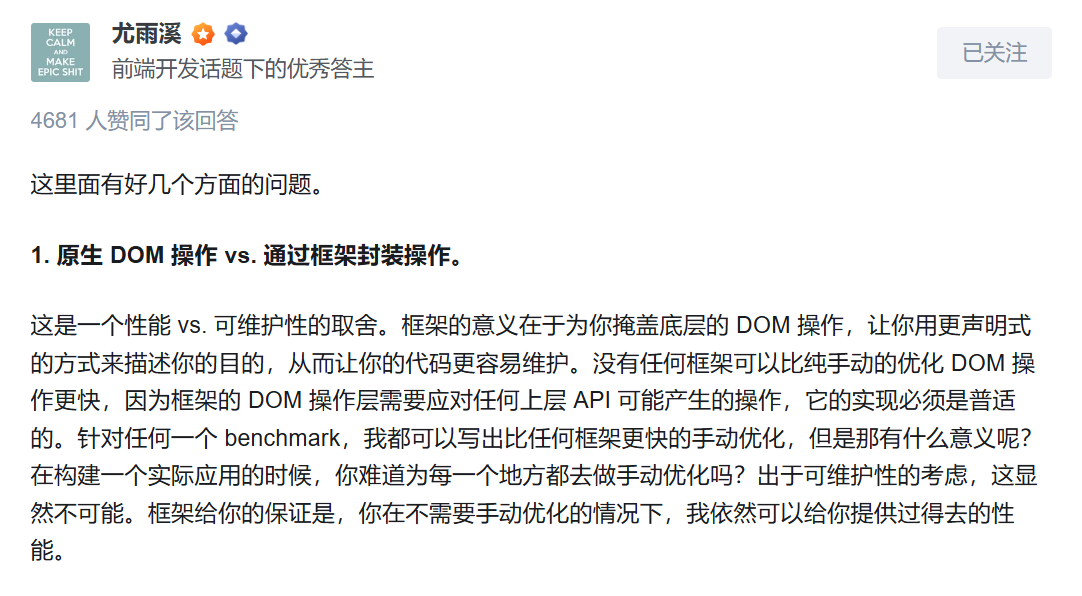 KEEP
CALM
AND
MAKE
EPIC SHIT
尤雨溪
前端开发话题下的优秀答主
已关注
4681 人赞同了该回答
这里面有好几个方面的问题。
1. 原生 DOM 操作 vs. 通过框架封装操作。
这是一个性能 vs. 可维护性的取舍。框架的意义在于为你掩盖底层的 DOM 操作，让你用更声明式
的方式来描述你的目的，从而让你的代码更容易维护。没有任何框架可以比纯手动的优化 DOM 操
作更快，因为框架的 DOM 操作层需要应对任何上层 API 可能产生的操作，它的实现必须是普适
的。针对任何一个 benchmark，我都可以写出比任何框架更快的手动优化，但是那有什么意义呢？
在构建一个实际应用的时候，你难道为每一个地方都去做手动优化吗？出于可维护性的考虑，这显
然不可能。框架给你的保证是，你在不需要手动优化的情况下，我依然可以给你提供过得去的性
能。